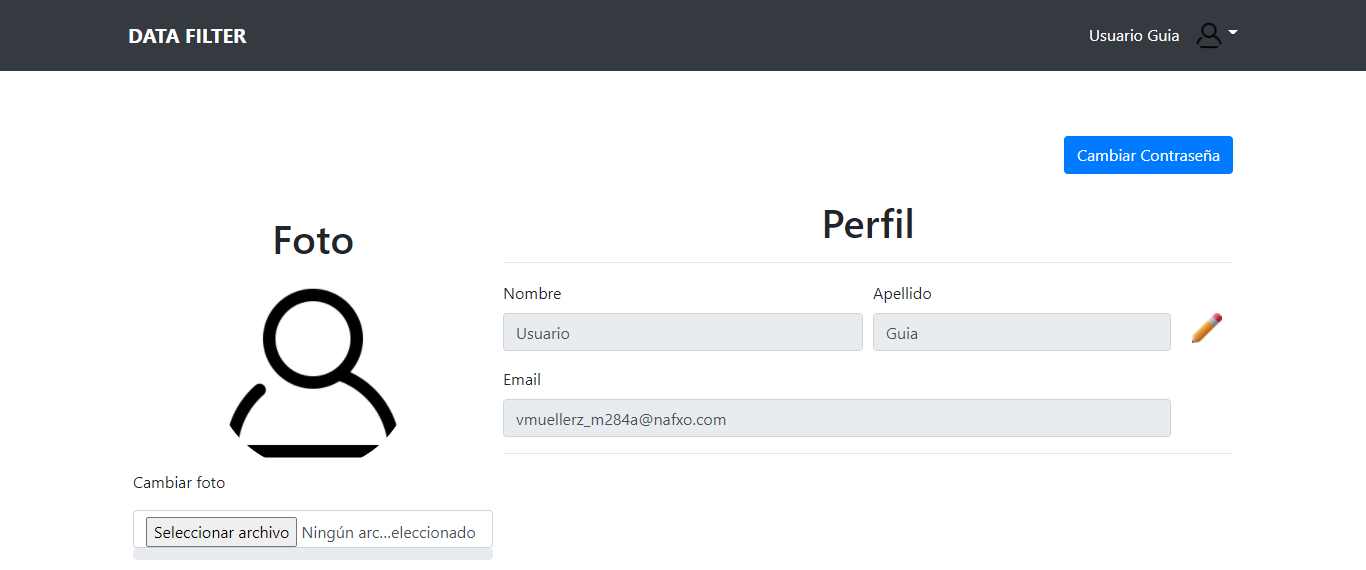 DATA FILTER
Usuario Guia
Cambiar Contraseña
Foto
Perfil
Nombre
Apellido
Usuario
Guia
Email
vmuellerz_m284a@nafxo.com
Cambiar foto
Seleccionar archivo Ningún arc...eleccionado